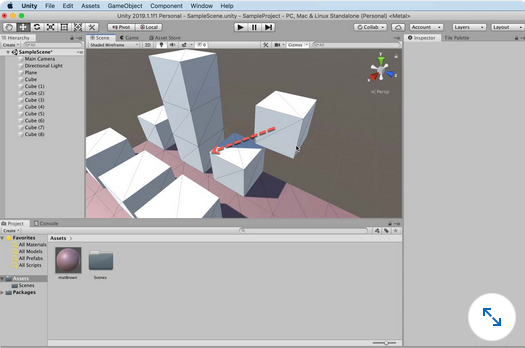 Unity File Edit Assets GameObject Component Window Help
Unity 2019.1.1f1 Personal - SampleScene.unity - SampleProject - PC, Mac & Linux Standalone (Personal) <Metal>
Pivot Local Collab Account Layers Layout
Hierarchy Scene Game Asset Store Inspector Tile Palette
Create Shaded Wireframe 2D Gizmos All
SampleScene*
Main Camera
Directional Light
Plane
Cube
Cube (1)
Cube (2)
Cube (3)
Cube (4)
Cube (5)
Cube (6)
Cube (7)
Cube (8)
Persp
Project Console
Create
Favorites
All Materials
All Models
All Prefabs
All Scripts
Assets
Scenes
Packages
Assets
Scenes